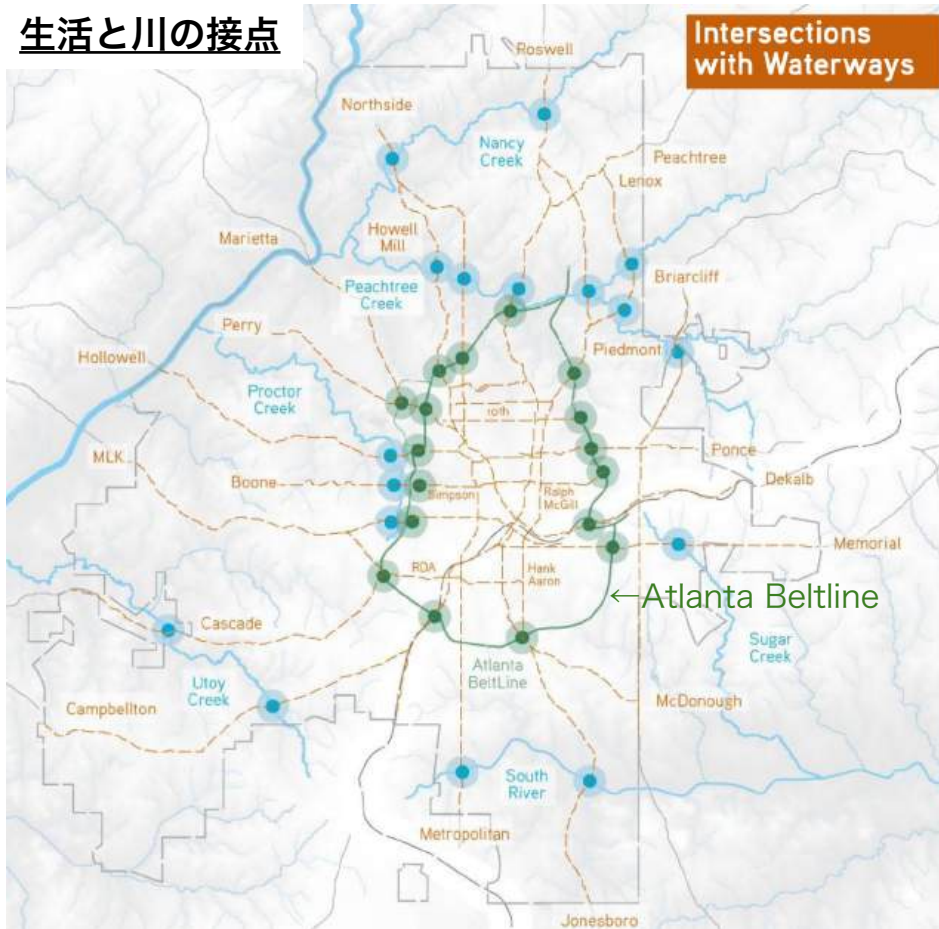 生活と川の接点
Intersections
with Waterways
Roswell
Northside
Nancy
Creek
Peachtree
Lenox
Howell
Mill
Marietta
Briarcliff
Peachtree
Creek
Perry
Piedmont
Hollowell
Proctor
Creek
10th
MLK
Ponce
Boone
Simpson
Ralph
McGill
Dekalb
Memorial
RDA
Hank
Aaron
←Atlanta Beltline
Cascade
Sugar
Creek
Atlanta
BeltLine
Utoy
Creek
Campbellton
McDonough
South
River
Metropolitan
Jonesboro